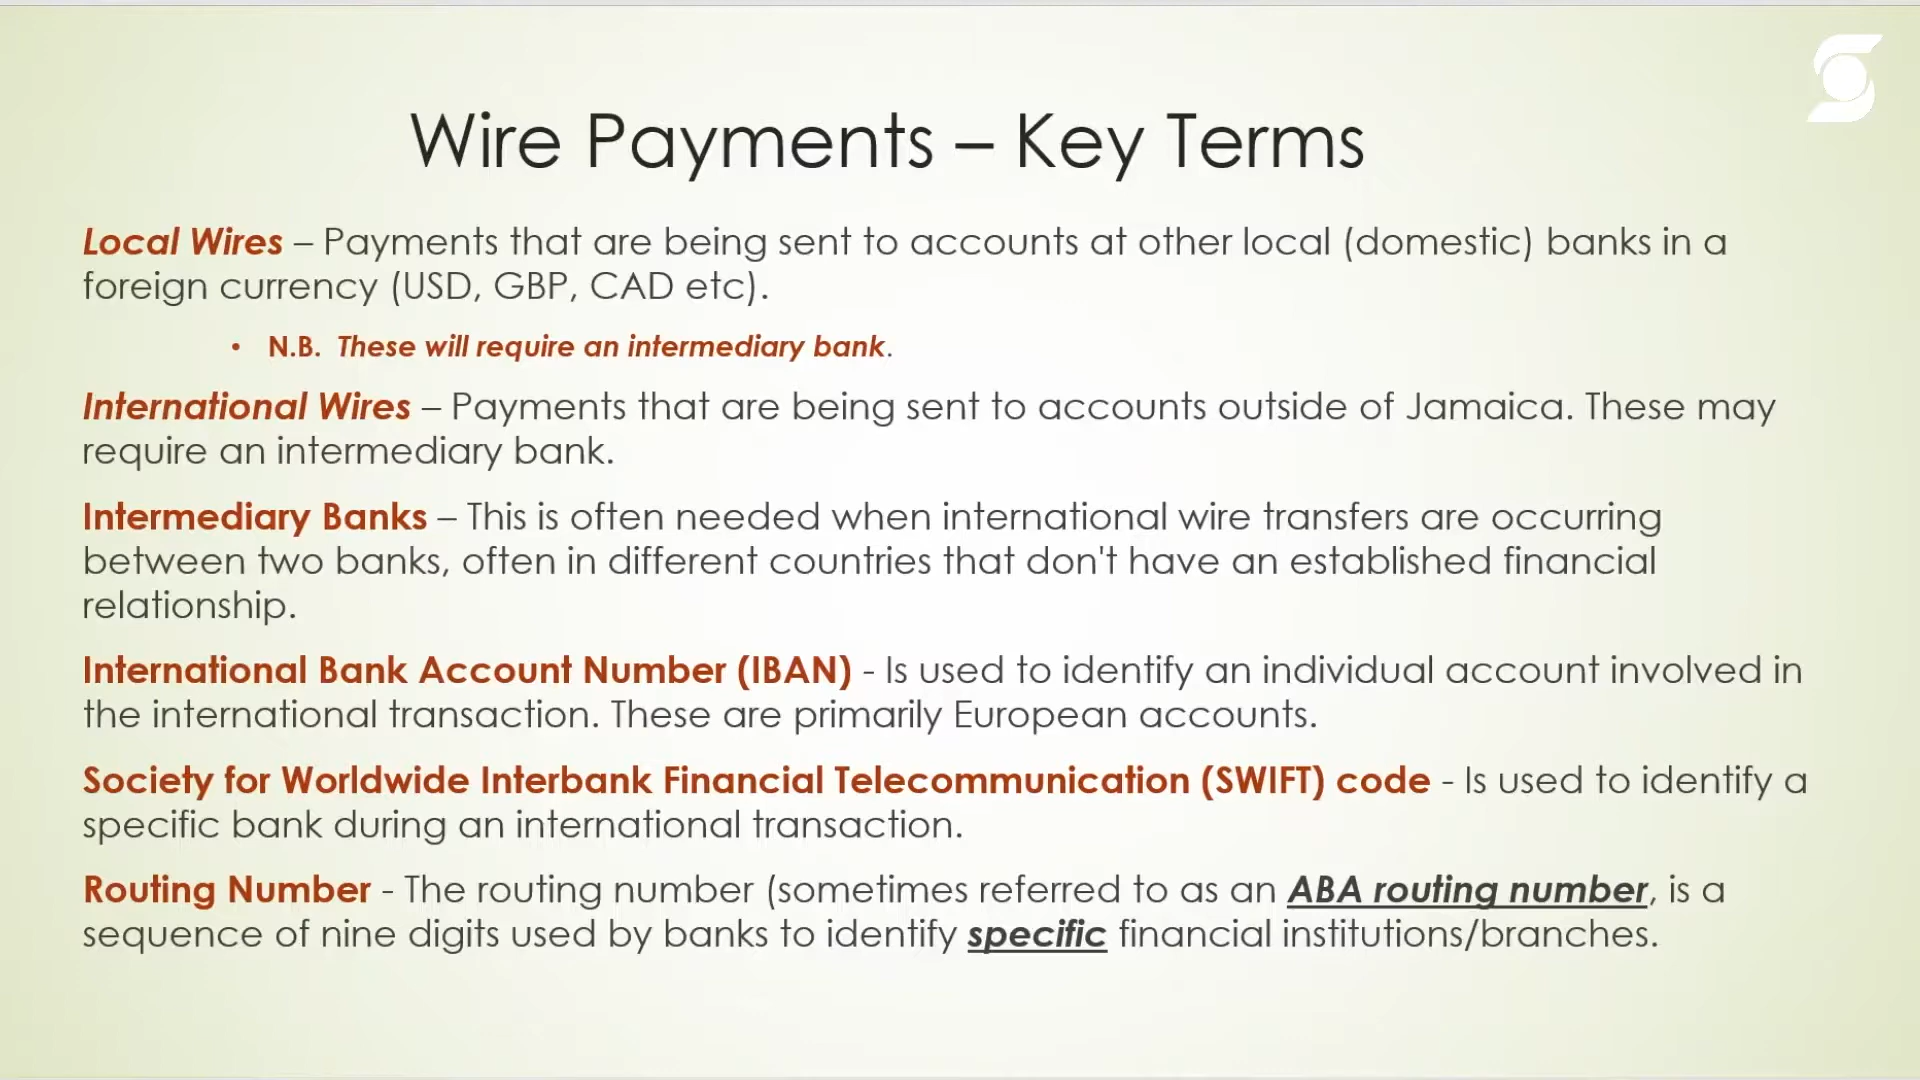 Wire Payments – Key Terms
Local Wires – Payments that are being sent to accounts at other local (domestic) banks in a
foreign currency (USD, GBP, CAD etc).
• N.B. These will require an intermediary bank.
International Wires – Payments that are being sent to accounts outside of Jamaica. These may
require an intermediary bank.
Intermediary Banks – This is often needed when international wire transfers are occurring
between two banks, often in different countries that don't have an established financial
relationship.
International Bank Account Number (IBAN) - Is used to identify an individual account involved in
the international transaction. These are primarily European accounts.
Society for Worldwide Interbank Financial Telecommunication (SWIFT) code - Is used to identify a
specific bank during an international transaction.
Routing Number - The routing number (sometimes referred to as an ABA routing number, is a
sequence of nine digits used by banks to identify specific financial institutions/branches.